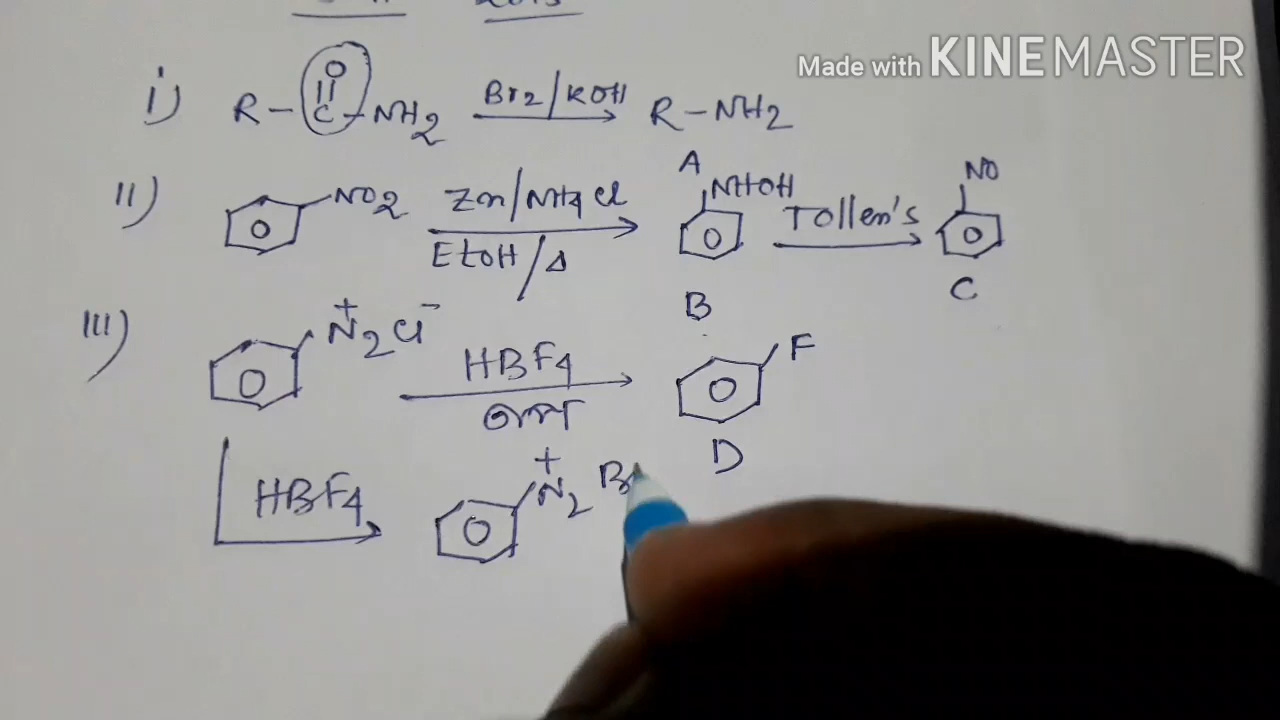 Made with KINEMASTER
i) R-C-NH2 Br2/KOH R-NH2
O
A
II) NO2 Zn/NH4Cl NHOH Tollen's NO
EtOH/Δ
B C
III) N2Cl⁻ HBF4 F
+
D
HBF4 N2
+